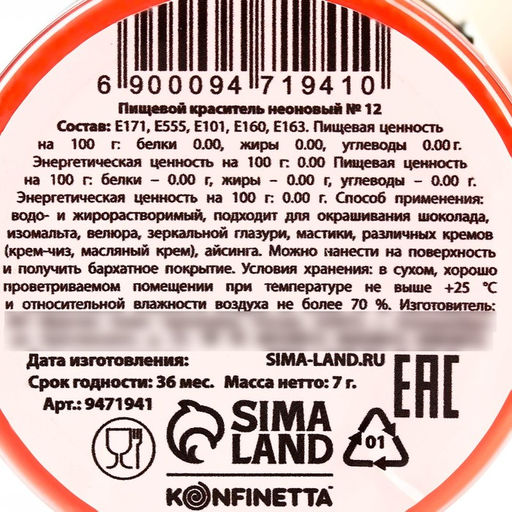 6 900094 719410
Пищевой краситель неоновый № 12
Состав: Е171, Е555, Е101, Е160, Е163. Пищевая ценность
на 100 г: белки 0.00, жиры 0.00, углеводы 0.00 г.
Энергетическая ценность на 100 г: 0.00 Пищевая ценность
на 100 г: белки – 0.00 г, жиры – 0.00 г, углеводы – 0.00 г.
Энергетическая ценность на 100 г: 0.00 г. Способ применения:
водо- и жирорастворимый, подходит для окрашивания шоколада,
изомальта, велюра, зеркальной глазури, мастики, различных кремов
(крем-чиз, масляный крем), айсинга. Можно нанести на поверхность
и получить бархатное покрытие. Условия хранения: в сухом, хорошо
проветриваемом помещении при температуре не выше +25 °С
и относительной влажности воздуха не более 70 %. Изготовитель:
Дата изготовления: SIMA-LAND.RU
Срок годности: 36 мес. Масса нетто: 7 г.
Арт.: 9471941
EAC
SIMA
LAND
01
KONFINETTA